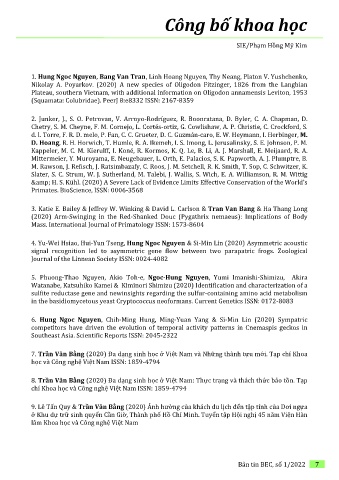 Công bố khoa học
SIE/Phạm Hồng Mỹ Kim
1. Hung Ngoc Nguyen, Bang Van Tran, Linh Hoang Nguyen, Thy Neang, Platon V. Yushchenko,
Nikolay A. Poyarkov. (2020) A new species of Oligodon Fitzinger, 1826 from the Langbian
Plateau, southern Vietnam, with additional information on Oligodon annamensis Leviton, 1953
(Squamata: Colubridae). PeerJ 8:e8332 ISSN: 2167-8359
2. Junker, J., S. O. Petrovan, V. Arroyo-Rodríguez, R. Boonratana, D. Byler, C. A. Chapman, D.
Chetry, S. M. Cheyne, F. M. Cornejo, L. Cortés-ortiz, G. Cowlishaw, A. P. Christie, C. Crockford, S.
d. l. Torre, F. R. D. melo, P. Fan, C. C. Grueter, D. C. Guzmán-caro, E. W. Heymann, I. Herbinger, M.
D. Hoang, R. H. Horwich, T. Humle, R. A. Ikemeh, I. S. Imong, L. Jerusalinsky, S. E. Johnson, P. M.
Kappeler, M. C. M. Kierulff, I. Koné, R. Kormos, K. Q. Le, B. Li, A. J. Marshall, E. Meijaard, R. A.
Mittermeier, Y. Muroyama, E. Neugebauer, L. Orth, E. Palacios, S. K. Papworth, A. J. Plumptre, B.
M. Rawson, J. Refisch, J. Ratsimbazafy, C. Roos, J. M. Setchell, R. K. Smith, T. Sop, C. Schwitzer, K.
Slater, S. C. Strum, W. J. Sutherland, M. Talebi, J. Wallis, S. Wich, E. A. Williamson, R. M. Wittig
&amp; H. S. Kühl. (2020) A Severe Lack of Evidence Limits Effective Conservation of the World's
Primates. BioScience, ISSN: 0006-3568
3. Katie E. Bailey & Jeffrey W. Winking & David L. Carlson & Tran Van Bang & Ha Thang Long
(2020) Arm-Swinging in the Red-Shanked Douc (Pygathrix nemaeus): Implications of Body
Mass. International Journal of Primatology ISSN: 1573-8604
4. Yu-Wei Hsiao, Hui-Yun Tseng, Hung Ngoc Nguyen & Si-Min Lin (2020) Asymmetric acoustic
signal recognition led to asymmetric gene flow between two parapatric frogs. Zoological
Journal of the Linnean Society ISSN: 0024-4082
5. Phuong-Thao Nguyen, Akio Toh-e, Ngoc-Hung Nguyen, Yumi Imanishi-Shimizu, Akira
Watanabe, Katsuhiko Kamei & Kiminori Shimizu (2020) Identification and characterization of a
sulfite reductase gene and newinsights regarding the sulfur-containing amino acid metabolism
in the basidiomycetous yeast Cryptococcus neoformans. Current Genetics ISSN: 0172-8083
6. Hung Ngoc Nguyen, Chih-Ming Hung, Ming-Yuan Yang & Si-Min Lin (2020) Sympatric
competitors have driven the evolution of temporal activity patterns in Cnemaspis geckos in
Southeast Asia. Scientific Reports ISSN: 2045-2322
7. Trần Văn Bằng (2020) Đa dạng sinh học ở Việt Nam và Những thành tựu mới. Tạp chí Khoa
học và Công nghệ Việt Nam ISSN: 1859-4794
8. Trần Văn Bằng (2020) Đa dạng sinh học ở Việt Nam: Thực trạng và thách thức bảo tồn. Tạp
chí Khoa học và Công nghệ Việt Nam ISSN: 1859-4794
9. Lê Tấn Quy & Trần Văn Bằng (2020) Ảnh hưởng của khách du lịch đến tập tính của Dơi ngựa
ở Khu dự trữ sinh quyển Cần Giờ, Thành phố Hồ Chí Minh. Tuyển tập Hội nghị 45 năm Viện Hàn
lâm Khoa học và Công nghệ Việt Nam
Bản tin BEC, số 1/2022 7